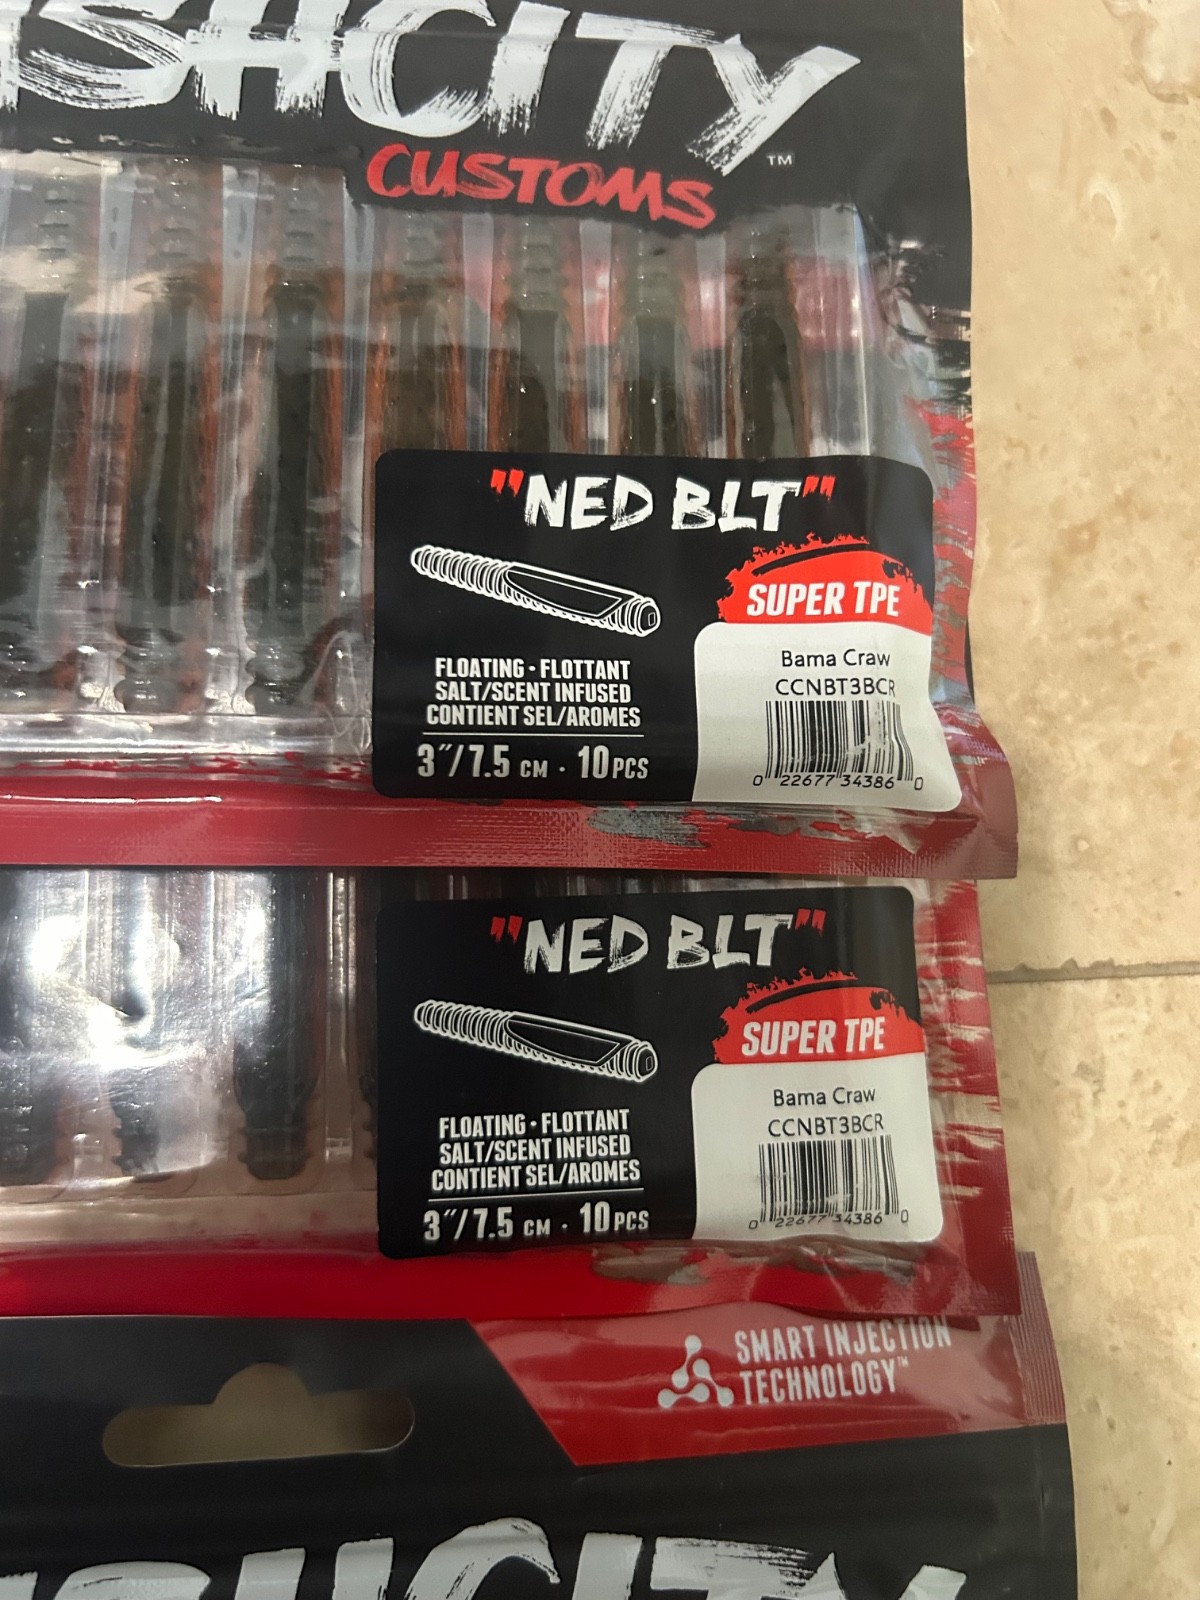 CUSTOMS
TM
"NED BLT"
SUPER TPE
Bama Craw
CCNBT3BCR
FLOATING - FLOTTANT
SALT/SCENT INFUSED
CONTIENT SEL/AROMES
3"/7.5 CM · 10 PCS
0 22677 34386 0
"NED BLT"
SUPER TPE
Bama Craw
CCNBT3BCR
FLOATING - FLOTTANT
SALT/SCENT INFUSED
CONTIENT SEL/AROMES
3"/7.5 CM · 10 PCS
0 22677 34386 0
SMART INJECTION
TECHNOLOGY™